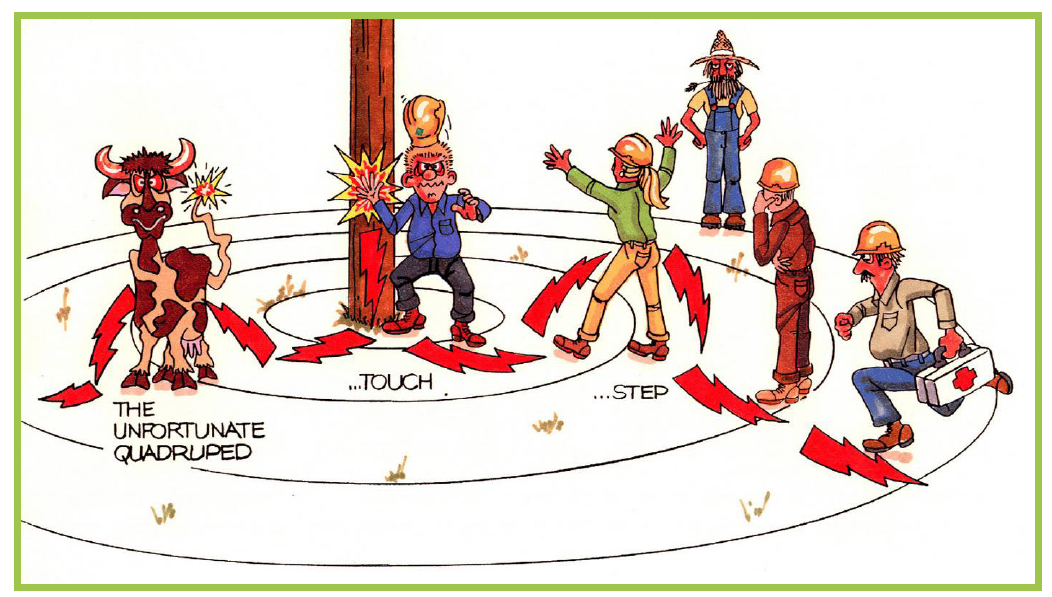 ...TOUCH
...STEP
THE
UNFORTUNATE
QUADRUPED